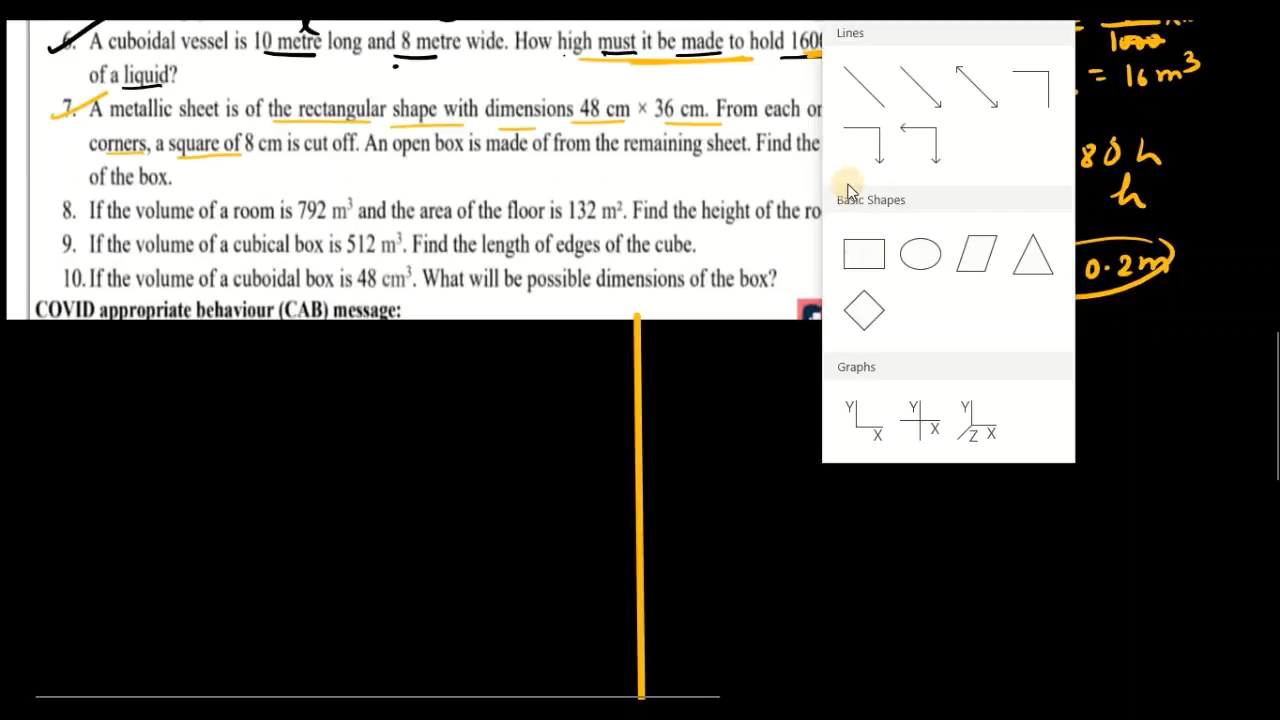 6. A cuboidal vessel is 10 metre long and 8 metre wide. How high must it be made to hold 160
of a liquid?
7. A metallic sheet is of the rectangular shape with dimensions 48 cm × 36 cm. From each or
corners, a square of 8 cm is cut off. An open box is made of from the remaining sheet. Find the
of the box.
8. If the volume of a room is 792 m³ and the area of the floor is 132 m². Find the height of the ro
9. If the volume of a cubical box is 512 m³. Find the length of edges of the cube.
10. If the volume of a cuboidal box is 48 cm³. What will be possible dimensions of the box?
COVID appropriate behaviour (CAB) message:
Lines
Basic Shapes
Graphs
Y X
Y X
Y Z X
1000
= 16 m³
80 h
h
0.2m